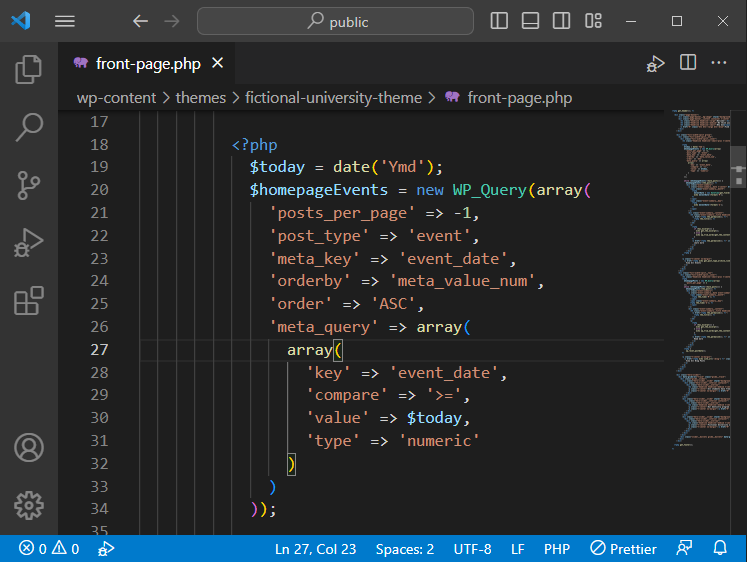 public
front-page.php
wp-content > themes > fictional-university-theme > front-page.php
17
18 <?php
19 $today = date('Ymd');
20 $homepageEvents = new WP_Query(array(
21 'posts_per_page' => -1,
22 'post_type' => 'event',
23 'meta_key' => 'event_date',
24 'orderby' => 'meta_value_num',
25 'order' => 'ASC',
26 'meta_query' => array(
27 array(
28 'key' => 'event_date',
29 'compare' => '>=',
30 'value' => $today,
31 'type' => 'numeric'
32 )
33 )
34 ));
35
0 0 Ln 27, Col 23 Spaces: 2 UTF-8 LF PHP Prettier